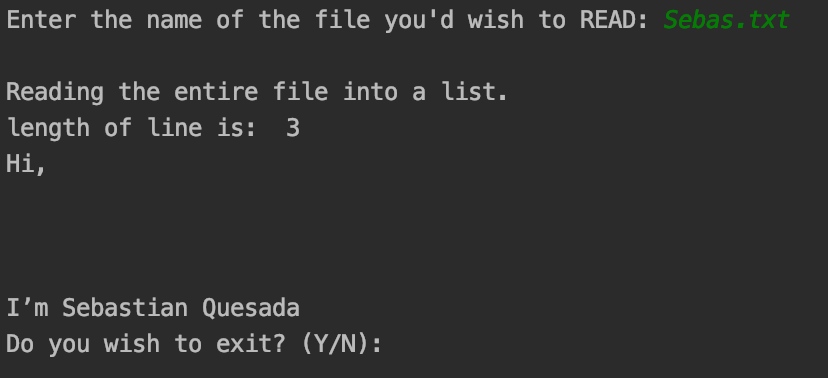 Enter the name of the file you'd wish to READ: Sebas.txt
Reading the entire file into a list.
length of line is:  3
Hi,
I’m Sebastian Quesada
Do you wish to exit? (Y/N):